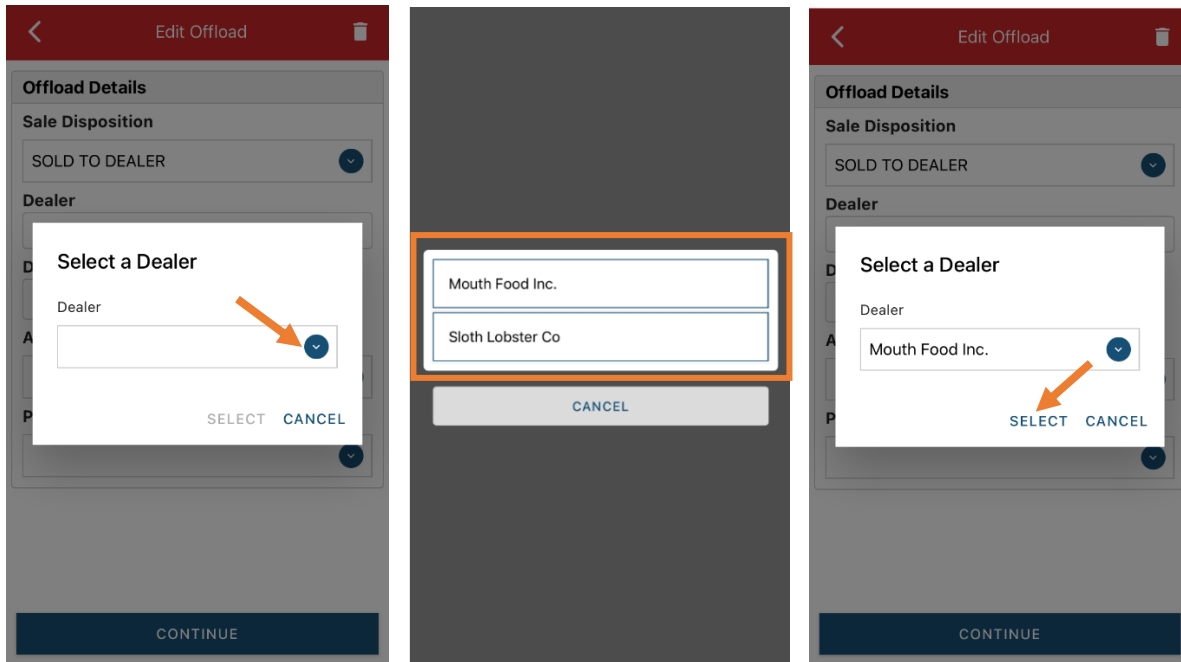 Edit Offload
Offload Details
Sale Disposition
SOLD TO DEALER
Dealer
D
Select a Dealer
Dealer
A
SELECT CANCEL
P
CONTINUE
Mouth Food Inc.
Sloth Lobster Co
CANCEL
Edit Offload
Offload Details
Sale Disposition
SOLD TO DEALER
Dealer
D
Select a Dealer
Dealer
A
Mouth Food Inc.
SELECT CANCEL
P
CONTINUE